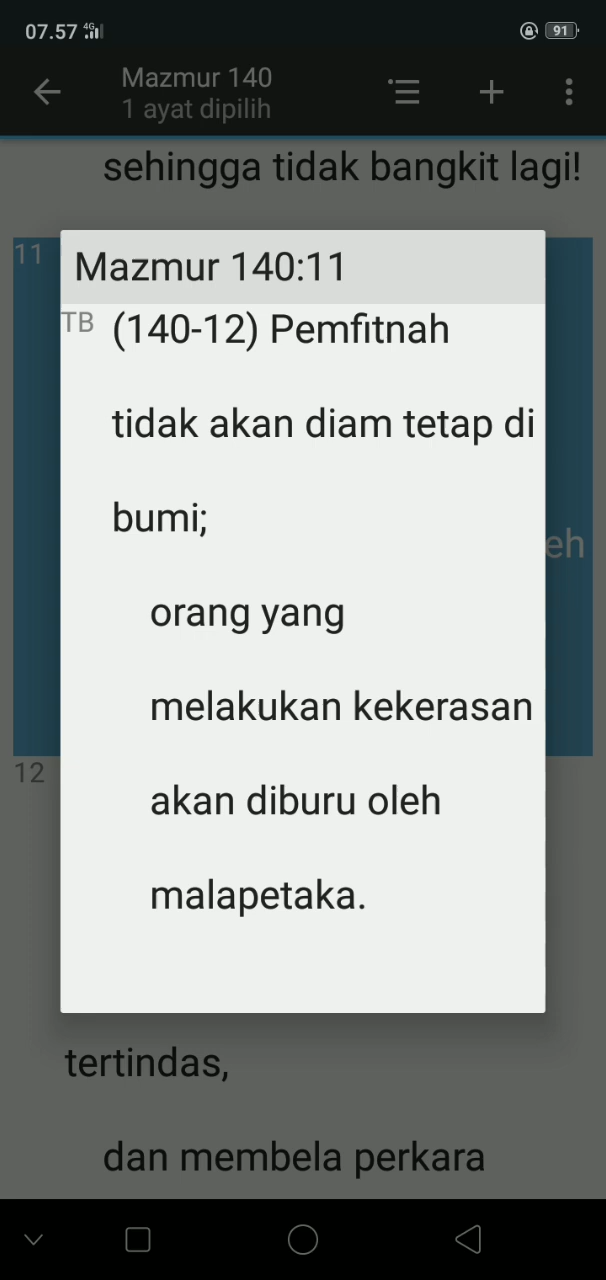 07.57 4G
91
Mazmur 140
1 ayat dipilih
sehingga tidak bangkit lagi!
11
Mazmur 140:11
TB (140-12) Pemfitnah
tidak akan diam tetap di
bumi;
eh
orang yang
melakukan kekerasan
12
akan diburu oleh
malapetaka.
tertindas,
dan membela perkara